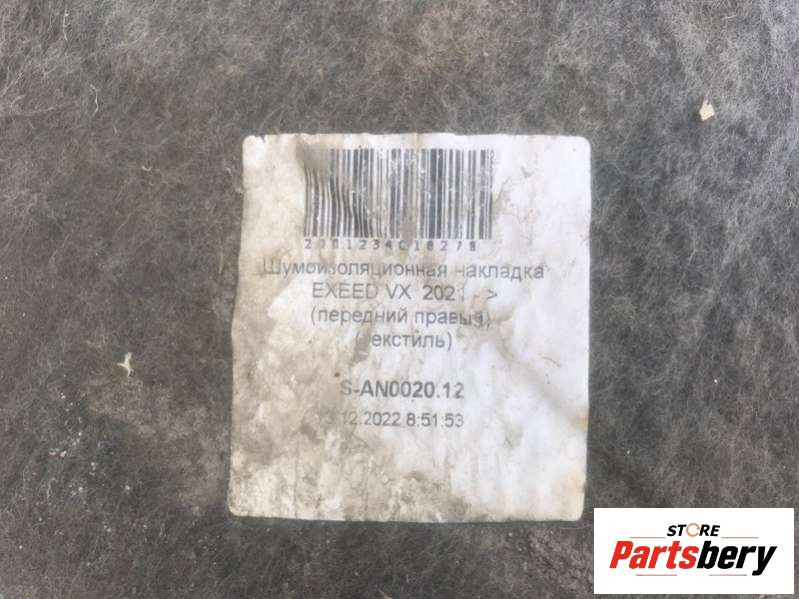 Шумоизоляционная накладка
EXEED VX 2021 - >
(передний правый)
(текстиль)
S-AN0020.12
.12.2022 8:51:53
STORE
Partsbery